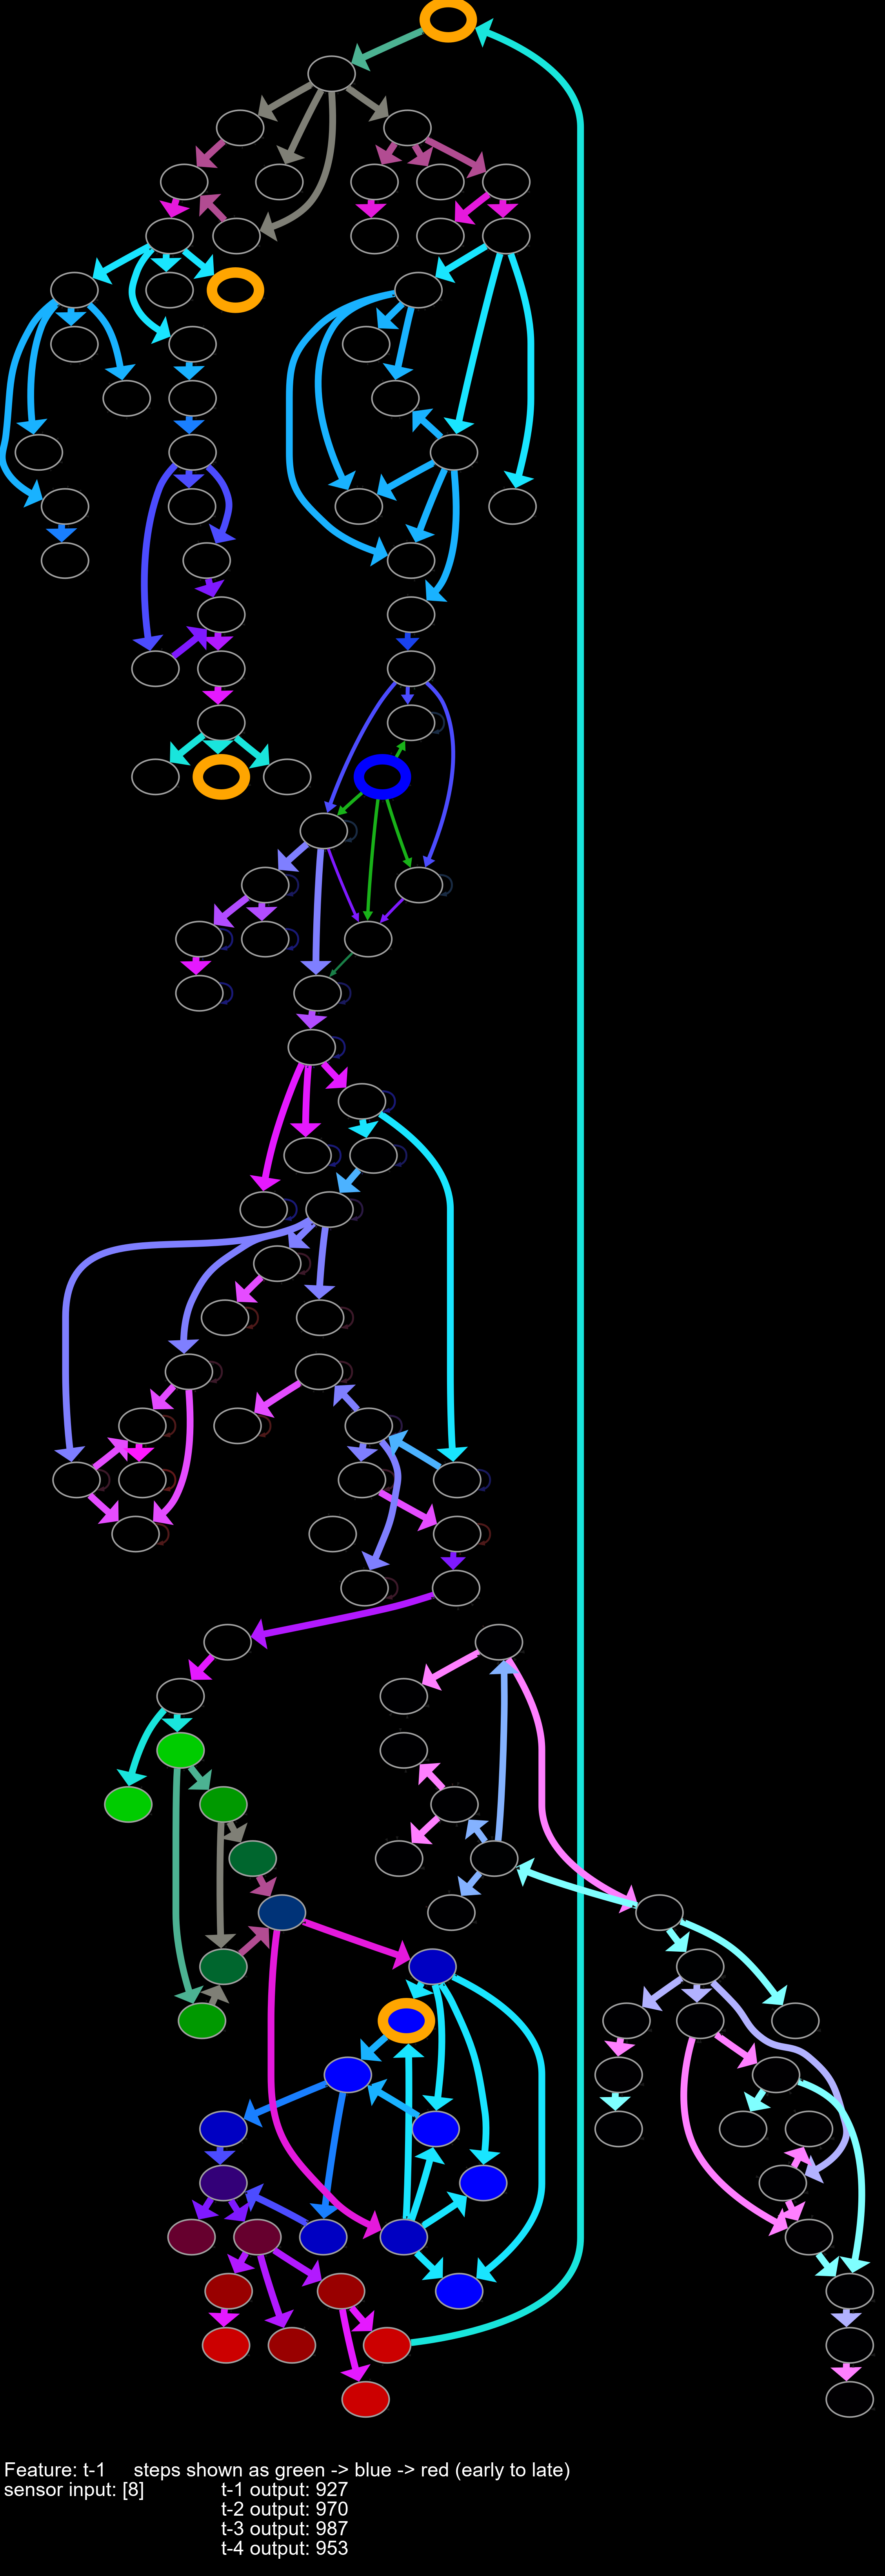 Feature: t-1 steps shown as green -> blue -> red (early to late)
sensor input: [8] t-1 output: 927
t-2 output: 970
t-3 output: 987
t-4 output: 953